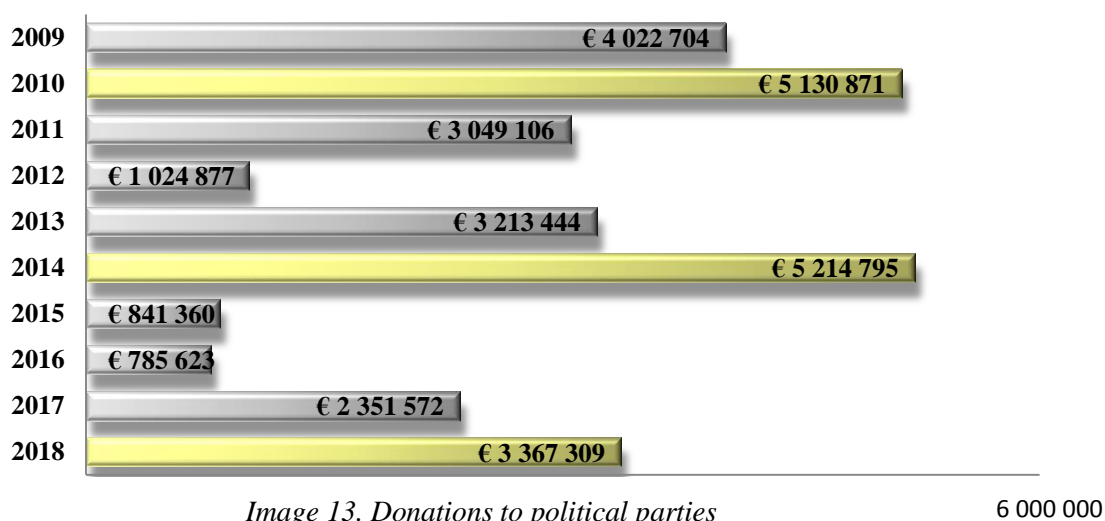 2009 € 4 022 704
2010 € 5 130 871
2011 € 3 049 106
2012 € 1 024 877
2013 € 3 213 444
2014 € 5 214 795
2015 € 841 360
2016 € 785 623
2017 € 2 351 572
2018 € 3 367 309
Image 13. Donations to political parties 6 000 000